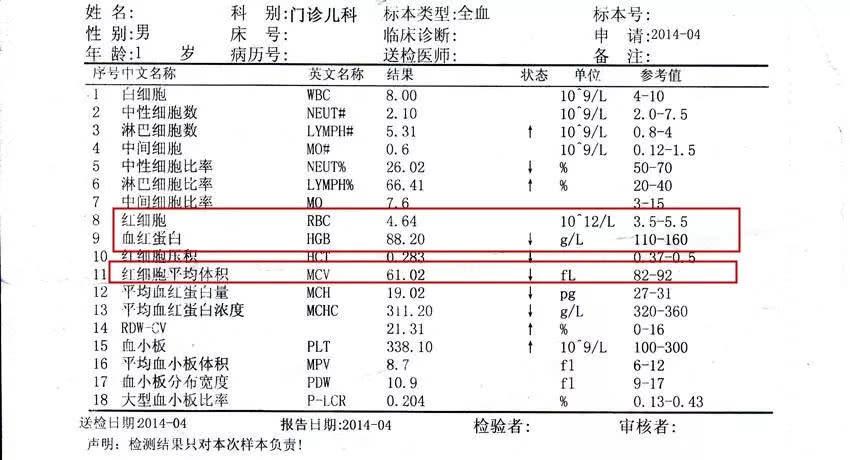 姓 名: 科 别:门诊儿科 标本类型:全血 标本号:
性 别:男 床 号: 临床诊断: 申 请:2014-04
年 龄:1 岁 病历号: 送检医师: 备 注:
序号中文名称 英文名称 结果 状态 单位 参考值
1 白细胞 WBC 8.00 10^9/L 4-10
2 中性细胞数 NEUT# 2.10 10^9/L 2.0-7.5
3 淋巴细胞数 LYMPH# 5.31 ↑ 10^9/L 0.8-4
4 中间细胞 MO# 0.6 10^9/L 0.12-1.5
5 中性细胞比率 NEUT% 26.02 ↓ % 50-70
6 淋巴细胞比率 LYMPH% 66.41 ↑ % 20-40
7 中间细胞比率 MO 7.6 3-15
8 红细胞 RBC 4.64 10^12/L 3.5-5.5
9 血红蛋白 HGB 88.20 ↓ g/L 110-160
10 红细胞压积 HCT 0.283 ↓ 0.37-0.5
11 红细胞平均体积 MCV 61.02 ↓ fL 82-92
12 平均血红蛋白量 MCH 19.02 ↓ pg 27-31
13 平均血红蛋白浓度 MCHC 311.20 ↓ g/L 320-360
14 RDW-CV 21.31 ↑ % 0-16
15 血小板 PLT 338.10 ↑ 10^9/L 100-300
16 平均血小板体积 MPV 8.7 fl 6-12
17 血小板分布宽度 PDW 10.9 fl 9-17
18 大型血小板比率 P-LCR 0.204 % 0.13-0.43
送检日期2014-04 报告日期:2014-04 检验者: 审核者:
声明: 检测结果只对本次样本负责!